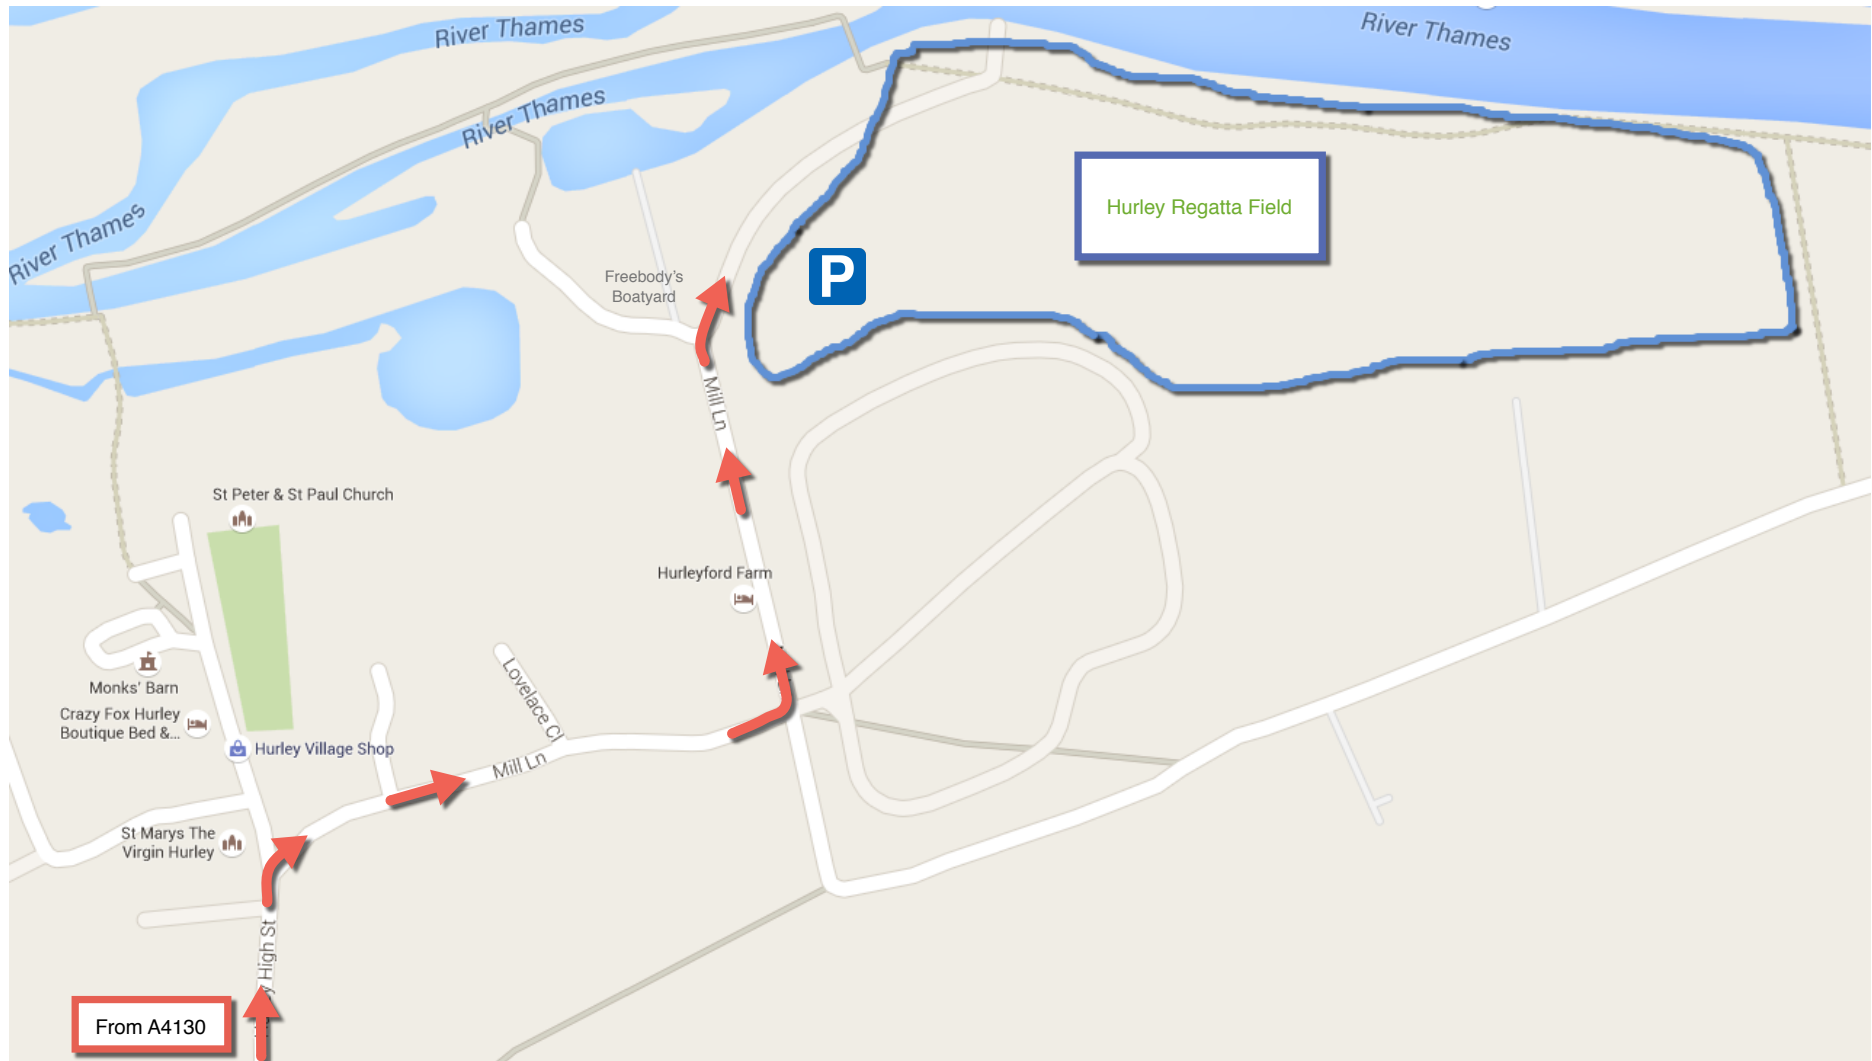 River Thames
River Thames
River Thames
River Thames
Hurley Regatta Field
P
Freebody's
Boatyard
Mill Ln
St Peter & St Paul Church
Hurleyford Farm
Monks' Barn
Crazy Fox Hurley
Boutique Bed &...
Lovelace Cl
Hurley Village Shop
Mill Ln
St Marys The
Virgin Hurley
High St
From A4130